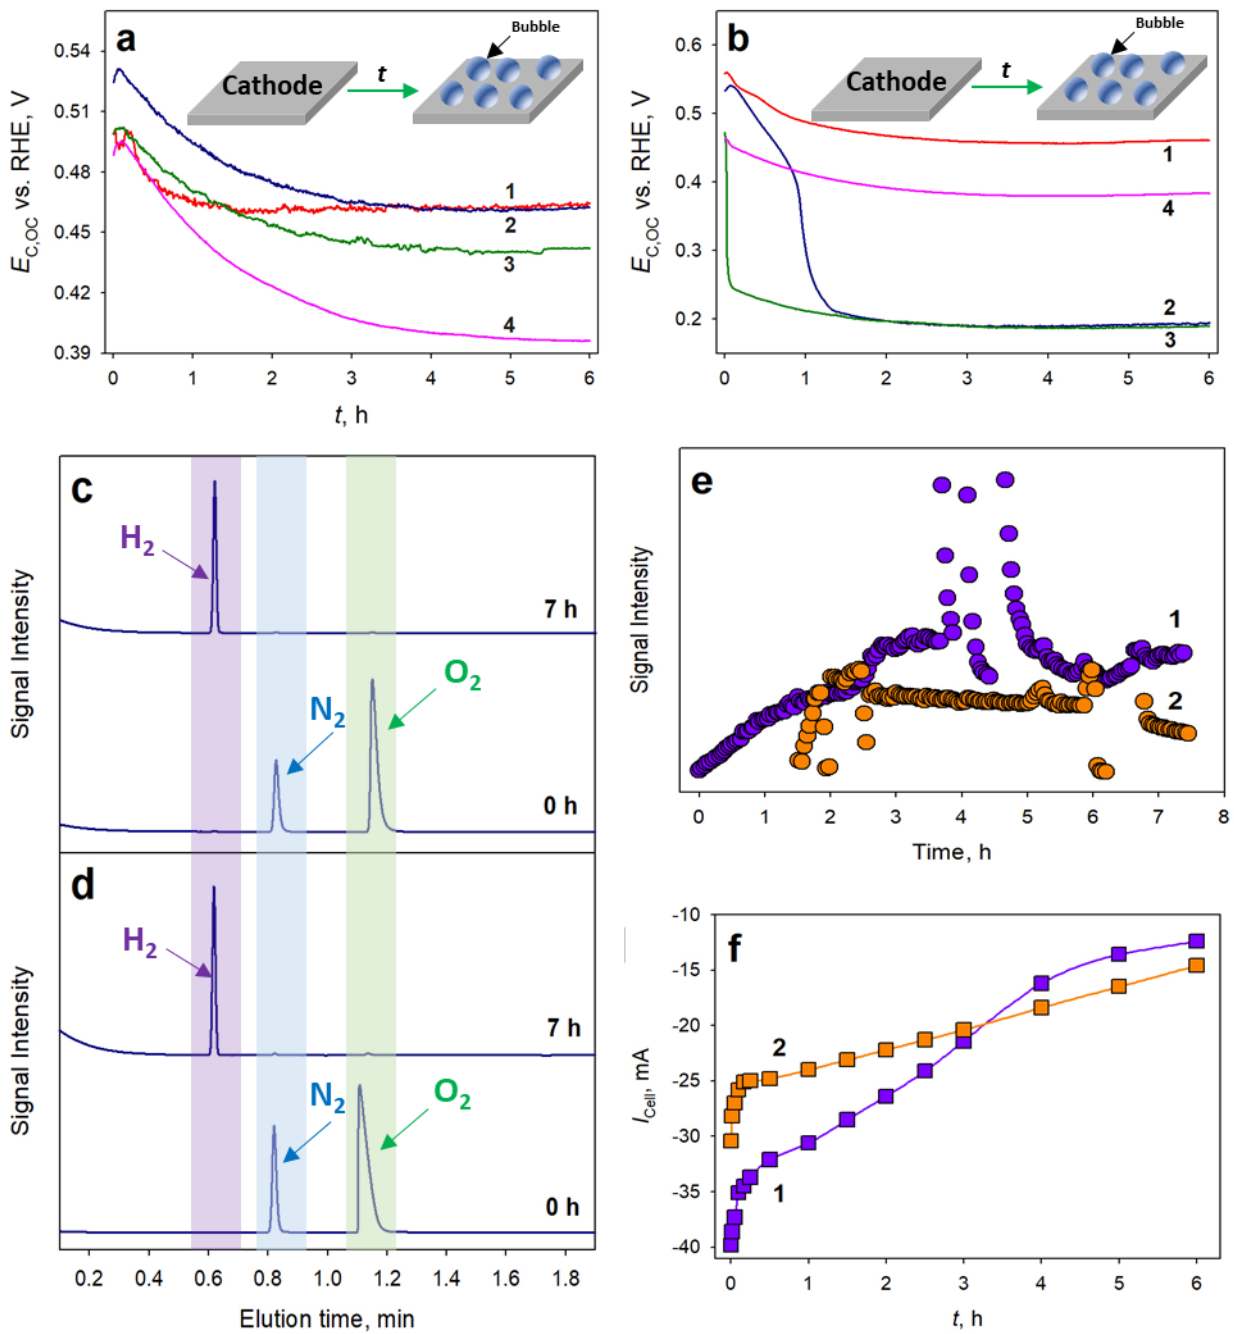 a
Bubble
Cathode
t
0.54
0.51
0.48
0.45
0.42
0.39
E_C,OC vs. RHE, V
1
2
3
4
0 1 2 3 4 5 6
t, h
b
Bubble
Cathode
t
0.6
0.5
0.4
0.3
0.2
E_C,OC vs. RHE, V
1
4
2
3
0 1 2 3 4 5 6
c
H₂
7 h
N₂
O₂
0 h
Signal Intensity
d
H₂
7 h
N₂
O₂
0 h
Signal Intensity
0.2 0.4 0.6 0.8 1.0 1.2 1.4 1.6 1.8
Elution time, min
e
Signal Intensity
1
2
0 1 2 3 4 5 6 7 8
Time, h
f
-10
-15
-20
-25
-30
-35
-40
I_Cell, mA
2
1
0 1 2 3 4 5 6
t, h